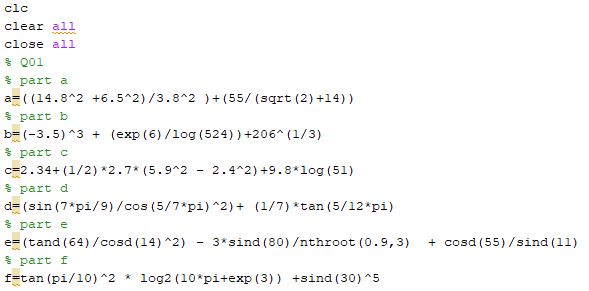 clc
clear all
close all
% Q01
% part a
a=((14.8^2 +6.5^2)/3.8^2 )+(55/(sqrt(2)+14))
% part b
b=(-3.5)^3 + (exp(6)/log(524))+206^(1/3)
% part c
c=2.34+(1/2)*2.7*(5.9^2 - 2.4^2)+9.8*log(51)
% part d
d=(sin(7*pi/9)/cos(5/7*pi)^2)+ (1/7)*tan(5/12*pi)
% part e
e=(tand(64)/cosd(14)^2) - 3*sind(80)/nthroot(0.9,3)  + cosd(55)/sind(11)
% part f
f=tan(pi/10)^2 * log2(10*pi+exp(3)) +sind(30)^5